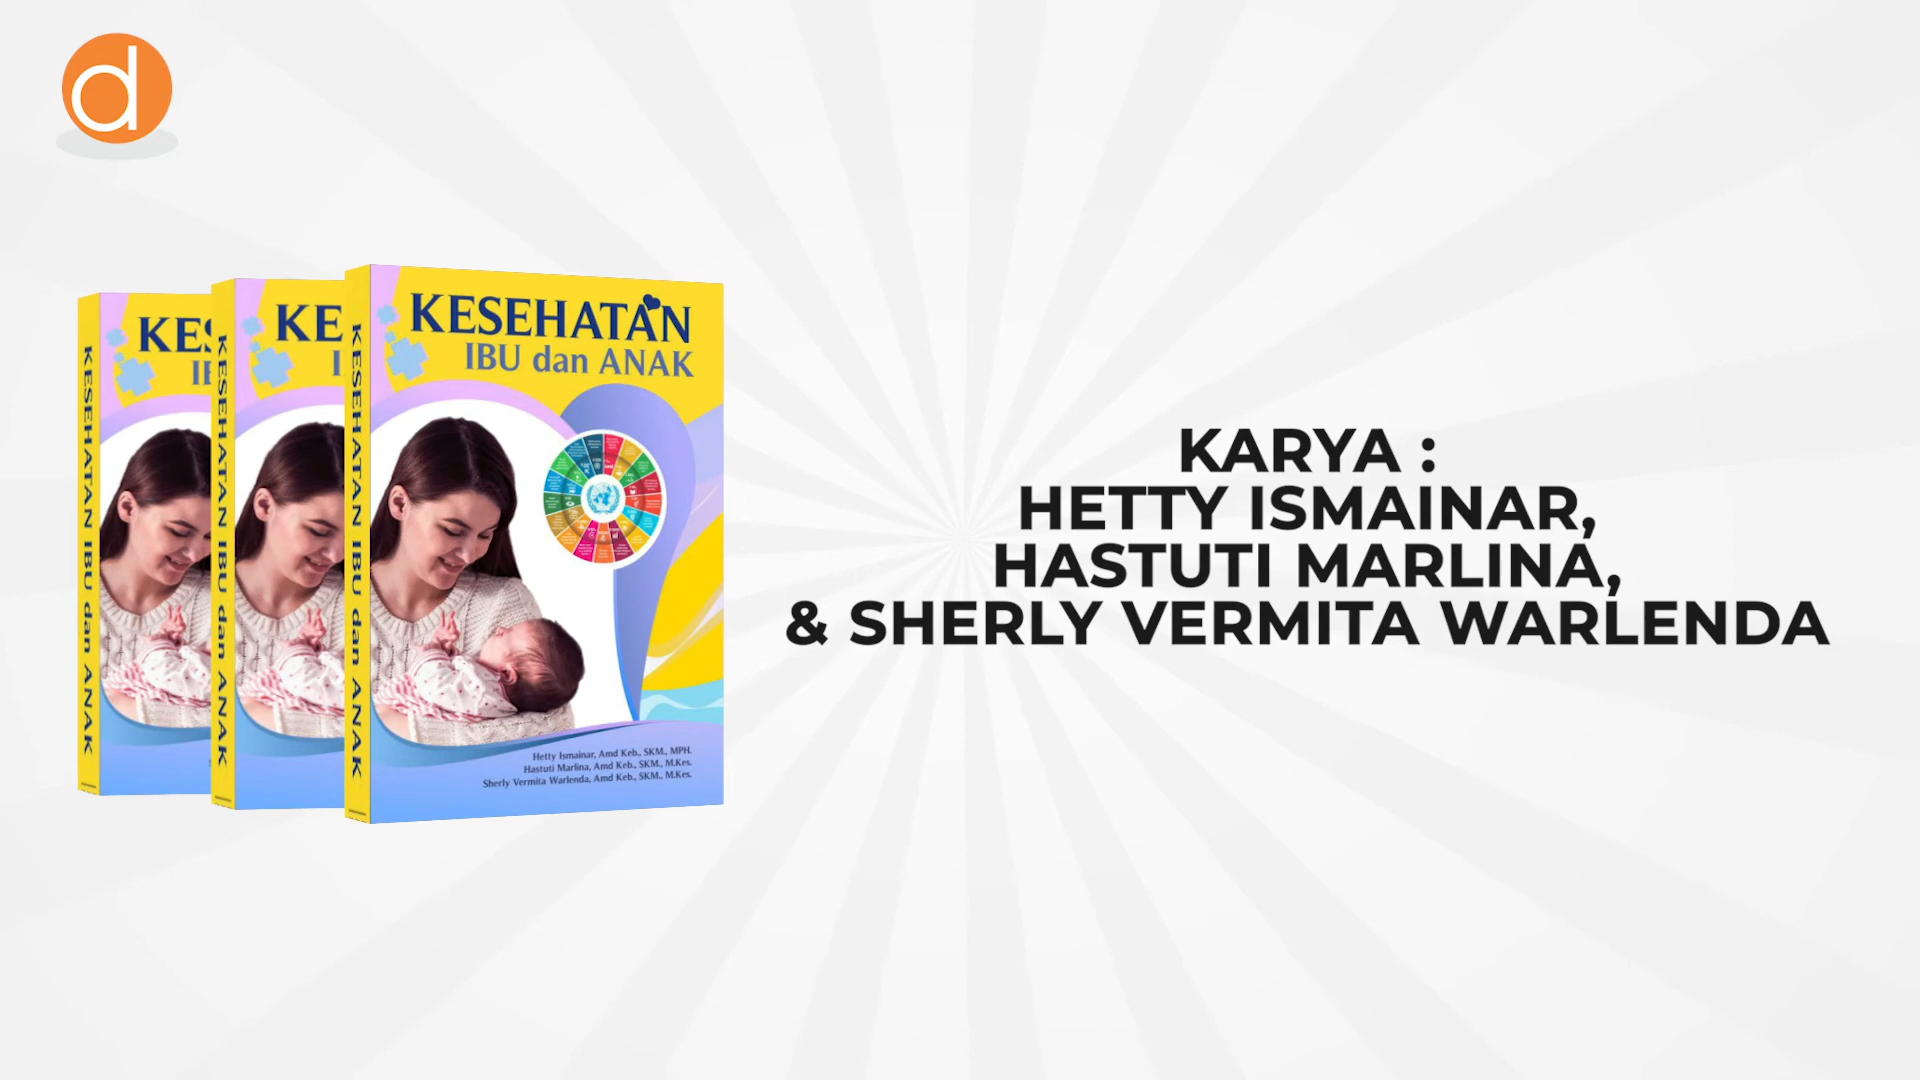 d
KESEHATAN IBU dan ANAK
KES
KESEHATAN IBU dan ANAK
KE
KESEHATAN IBU dan ANAK
KESEHATAN
IBU dan ANAK
Hetty Ismainar, Amd Keb., SKM., MPH.
Hastuti Marlina, Amd Keb., SKM., M.Kes.
Sherly Vermita Warlenda, Amd Keb., SKM., M.Kes.
KARYA :
HETTY ISMAINAR,
HASTUTI MARLINA,
& SHERLY VERMITA WARLENDA